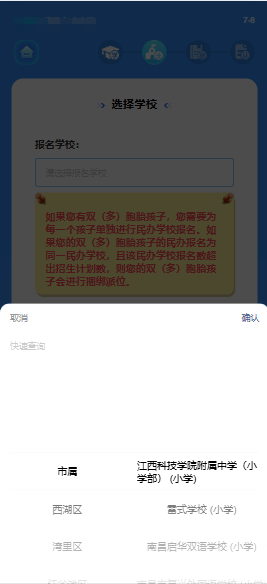 7-8
选择学校
报名学校:
请选择报名学校
如果您有双（多）胞胎孩子，您需要为
每一个孩子单独进行民办学校报名。如
果您的双（多）胞胎孩子的民办报名为
同一民办学校，且该民办学校报名数超
出招生计划数，则您的双（多）胞胎孩
子会进行捆绑派位。
取消 确认
快速查询
市属 江西科技学院附属中学（小
学部）(小学)
西湖区 雷式学校 (小学)
湾里区 南昌启华双语学校 (小学)